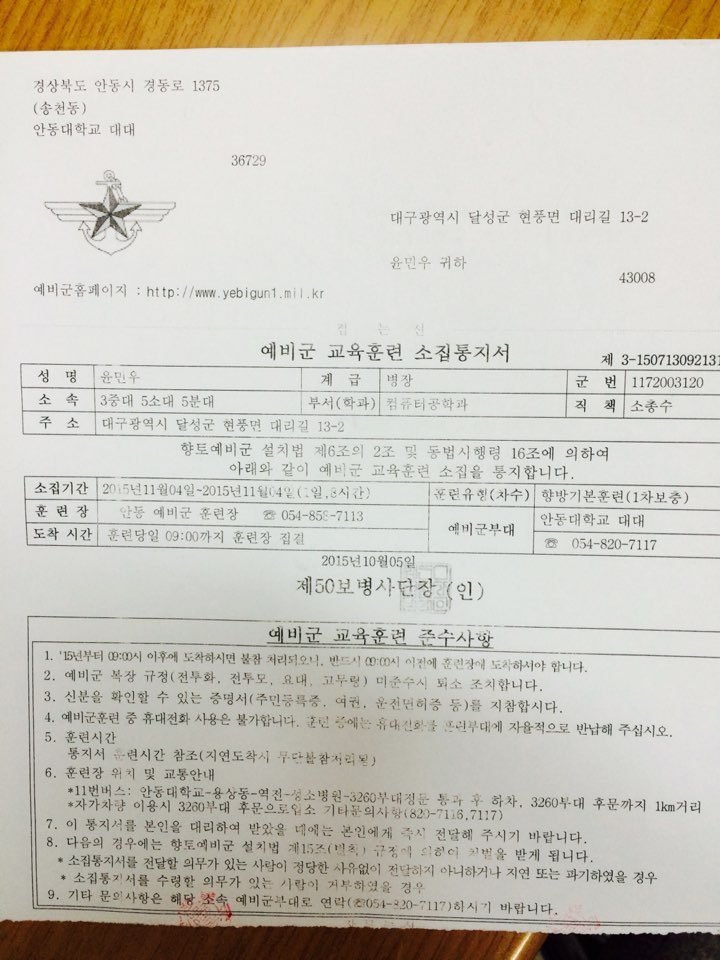 경상북도 안동시 경동로 1375
(송천동)
안동대학교 대대
36729
대구광역시 달성군 현풍면 대리길 13-2
윤민우 귀하
43008
예비군홈페이지 : http://www.yebigun1.mil.kr
접 는 선
예비군 교육훈련 소집통지서 제 3-150713092131
성 명 윤민우 계 급 병장 군 번 1172003120
소 속 3중대 5소대 5분대 부서(학과) 컴퓨터공학과 직 책 소총수
주 소 대구광역시 달성군 현풍면 대리길 13-2
향토예비군 설치법 제6조의 2조 및 동법시행령 16조에 의하여
아래와 같이 예비군 교육훈련 소집을 통지합니다.
소집기간 2015년11월04일~2015년11월04일(1일,8시간) 훈련유형(차수) 향방기본훈련(1차보충)
훈 련 장 안동 예비군 훈련장 ☎ 054-858-7113 예비군부대 안동대학교 대대
도착 시간 훈련당일 09:00까지 훈련장 집결 ☎ 054-820-7117
2015년10월05일
제50보병사단장 (인)
예비군 교육훈련 준수사항
1. '15년부터 09:00시 이후에 도착하시면 불참 처리되오니, 반드시 09:00시 이전에 훈련장에 도착하셔야 합니다.
2. 예비군 복장 규정(전투화, 전투모, 요대, 고무링) 미준수시 퇴소 조치합니다.
3. 신분을 확인할 수 있는 증명서(주민등록증, 여권, 운전면허증 등)를 지참합시다.
4. 예비군훈련 중 휴대전화 사용은 불가합니다. 훈련 중에는 휴대전화를 훈련부대에 자율적으로 반납해 주십시오.
5. 훈련시간
통지서 훈련시간 참조(지연도착시 무단불참처리됨)
6. 훈련장 위치 및 교통안내
*11번버스: 안동대학교-용상동-역전-성소병원-3260부대정문 통과 후 하차, 3260부대 후문까지 1km거리
*자가차량 이용시 3260부대 후문으로입소 기타문의사항(820-7116,7117)
7. 이 통지서를 본인을 대리하여 받았을 때에는 본인에게 즉시 전달해 주시기 바랍니다.
8. 다음의 경우에는 향토예비군 설치법 제15조(벌칙) 규정에 의하여 처벌을 받게 됩니다.
* 소집통지서를 전달할 의무가 있는 사람이 정당한 사유없이 전달하지 아니하거나 지연 또는 파기하였을 경우
* 소집통지서를 수령할 의무가 있는 사람이 거부하였을 경우
9. 기타 문의사항은 해당 소속 예비군부대로 연락(☎054-820-7117)하시기 바랍니다.